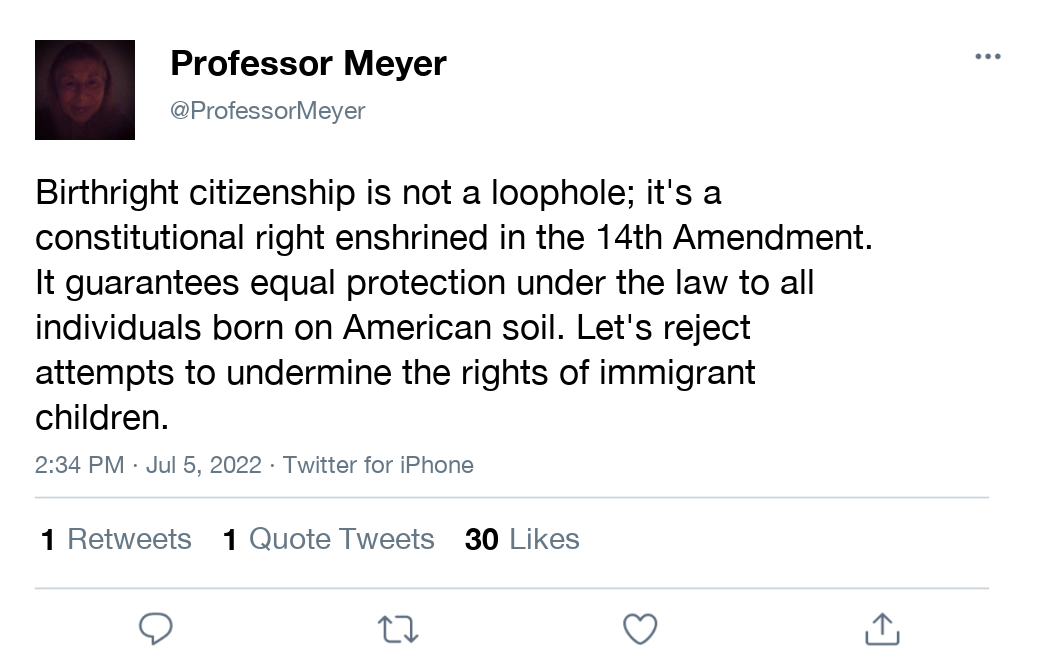 Professor Meyer
@ProfessorMeyer
Birthright citizenship is not a loophole; it's a
constitutional right enshrined in the 14th Amendment.
It guarantees equal protection under the law to all
individuals born on American soil. Let's reject
attempts to undermine the rights of immigrant
children.
2:34 PM · Jul 5, 2022 · Twitter for iPhone
1 Retweets 1 Quote Tweets 30 Likes